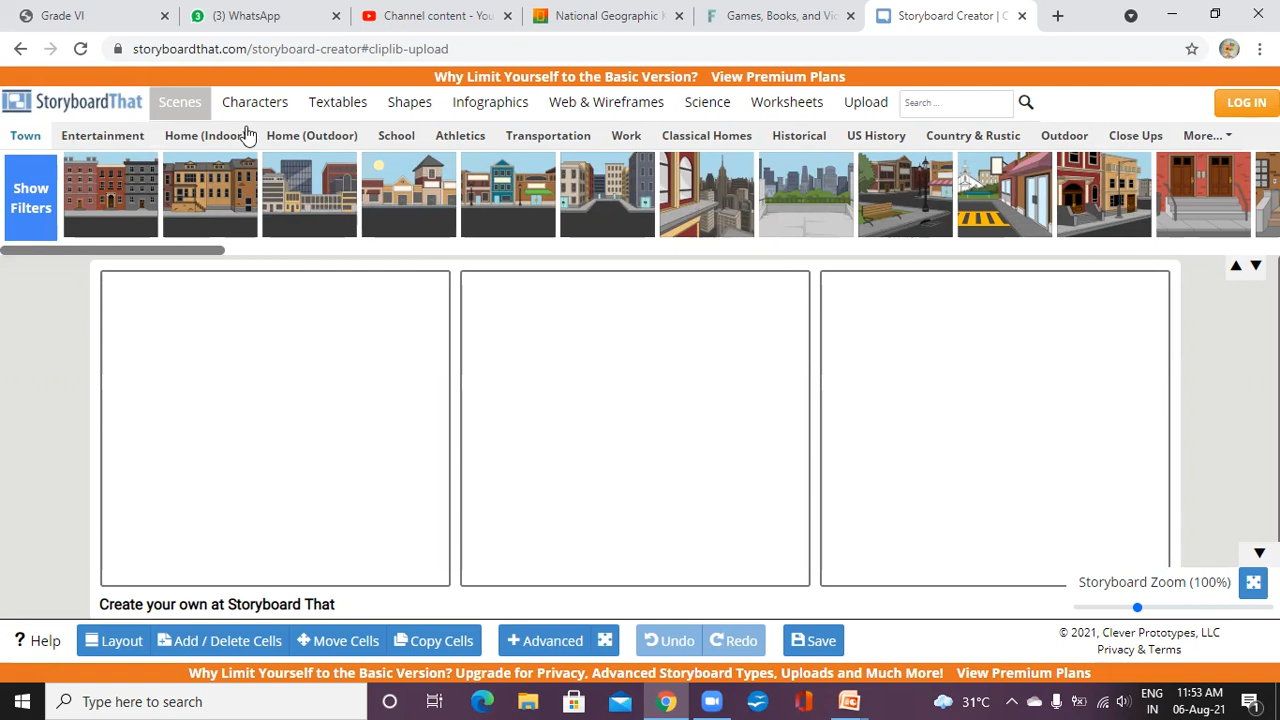 Grade VI
(3) WhatsApp
Channel content - You
National Geographic K
Games, Books, and Vid
Storyboard Creator | C
storyboardthat.com/storyboard-creator#cliplib-upload
Why Limit Yourself to the Basic Version? View Premium Plans
StoryboardThat
Scenes
Characters
Textables
Shapes
Infographics
Web & Wireframes
Science
Worksheets
Upload
Search ...
LOG IN
Town
Entertainment
Home (Indoor
Home (Outdoor)
School
Athletics
Transportation
Work
Classical Homes
Historical
US History
Country & Rustic
Outdoor
Close Ups
More...
Show
Filters
Create your own at Storyboard That
Storyboard Zoom (100%)
? Help
Layout
Add / Delete Cells
Move Cells
Copy Cells
Advanced
Undo
Redo
Save
© 2021, Clever Prototypes, LLC
Privacy & Terms
Why Limit Yourself to the Basic Version? Upgrade for Privacy, Advanced Storyboard Types, Uploads and Much More! View Premium Plans
Type here to search
31°C
ENG
IN
11:53 AM
06-Aug-21
1